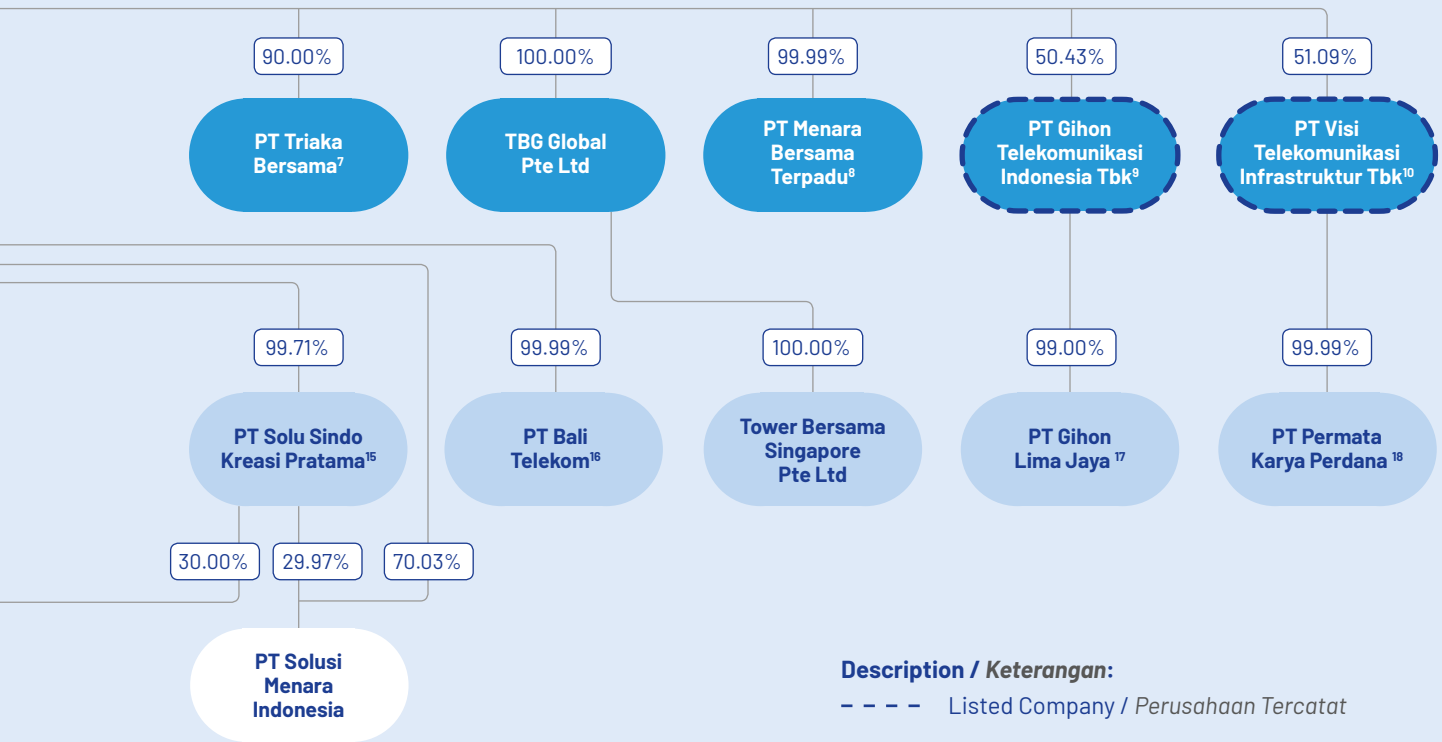 90.00%
100.00%
99.99%
50.43%
51.09%
PT Triaka
Bersama⁷
TBG Global
Pte Ltd
PT Menara
Bersama
Terpadu⁸
PT Gihon
Telekomunikasi
Indonesia Tbk⁹
PT Visi
Telekomunikasi
Infrastruktur Tbk¹⁰
99.71%
99.99%
100.00%
99.00%
99.99%
PT Solu Sindo
Kreasi Pratama¹⁵
PT Bali
Telekom¹⁶
Tower Bersama
Singapore
Pte Ltd
PT Gihon
Lima Jaya ¹⁷
PT Permata
Karya Perdana ¹⁸
30.00%
29.97%
70.03%
PT Solusi
Menara
Indonesia
Description / Keterangan:
Listed Company / Perusahaan Tercatat